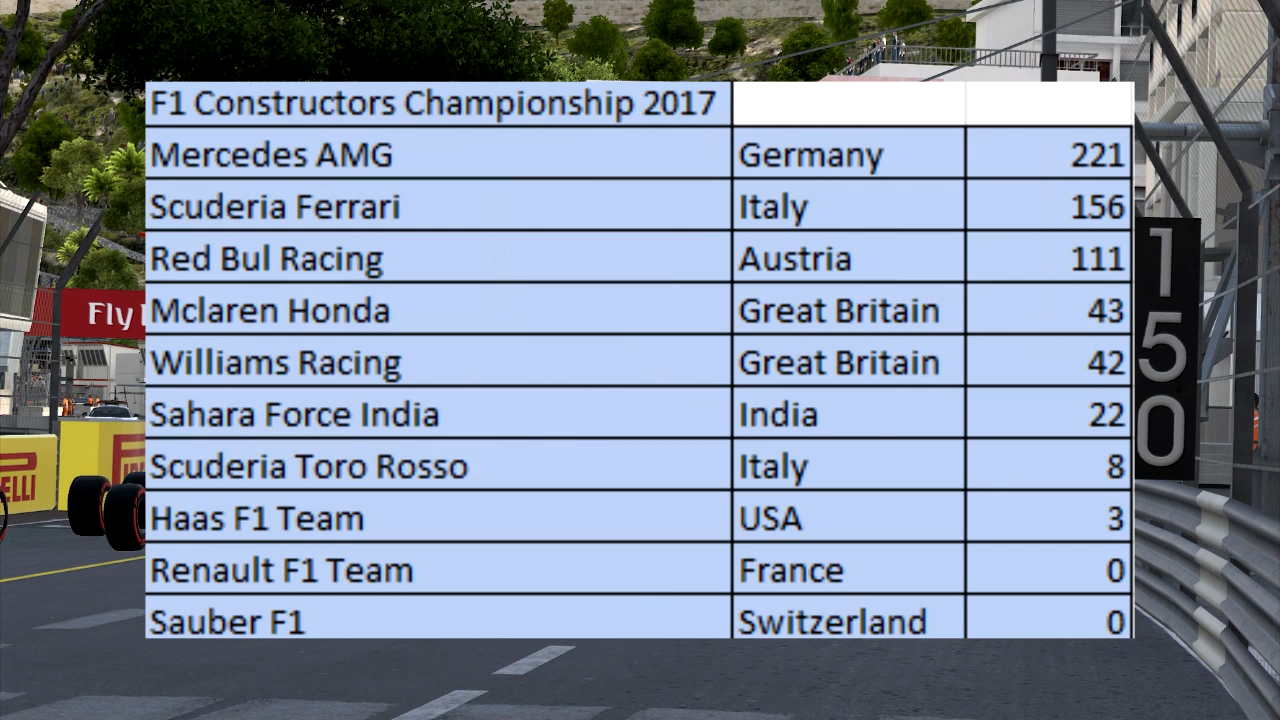 F1 Constructors Championship 2017
Mercedes AMG Germany 221
Scuderia Ferrari Italy 156
Red Bul Racing Austria 111
Mclaren Honda Great Britain 43
Williams Racing Great Britain 42
Sahara Force India India 22
Scuderia Toro Rosso Italy 8
Haas F1 Team USA 3
Renault F1 Team France 0
Sauber F1 Switzerland 0
Fly
150